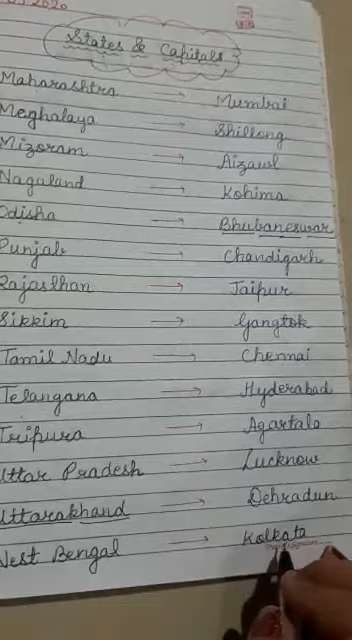 2020
States & Capitals
Maharashtra → Mumbai
Meghalaya → Shillong
Mizoram → Aizawl
Nagaland → Kohima
Odisha → Bhubaneswar
Punjab → Chandigarh
Rajasthan → Jaipur
Sikkim → Gangtok
Tamil Nadu → Chennai
Telangana → Hyderabad
Tripura → Agartala
Uttar Pradesh → Lucknow
Uttarakhand → Dehradun
West Bengal → Kolkata